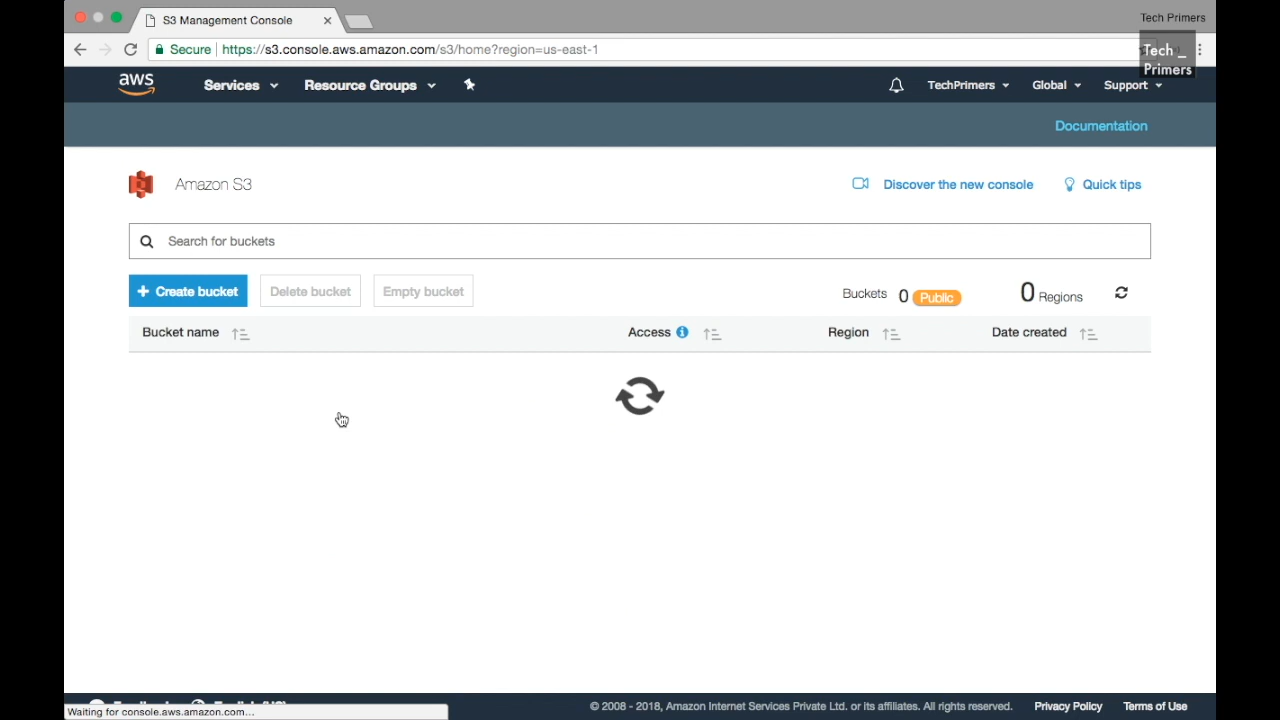 S3 Management Console
Tech Primers
Secure
https://s3.console.aws.amazon.com/s3/home?region=us-east-1
Tech _
Primers
aws
Services
Resource Groups
TechPrimers
Global
Support
Documentation
Amazon S3
Discover the new console
Quick tips
Search for buckets
+ Create bucket
Delete bucket
Empty bucket
Buckets 0 Public
0 Regions
Bucket name
Access
Region
Date created
Waiting for console.aws.amazon.com...
© 2008 - 2018, Amazon Internet Services Private Ltd. or its affiliates. All rights reserved.
Privacy Policy
Terms of Use